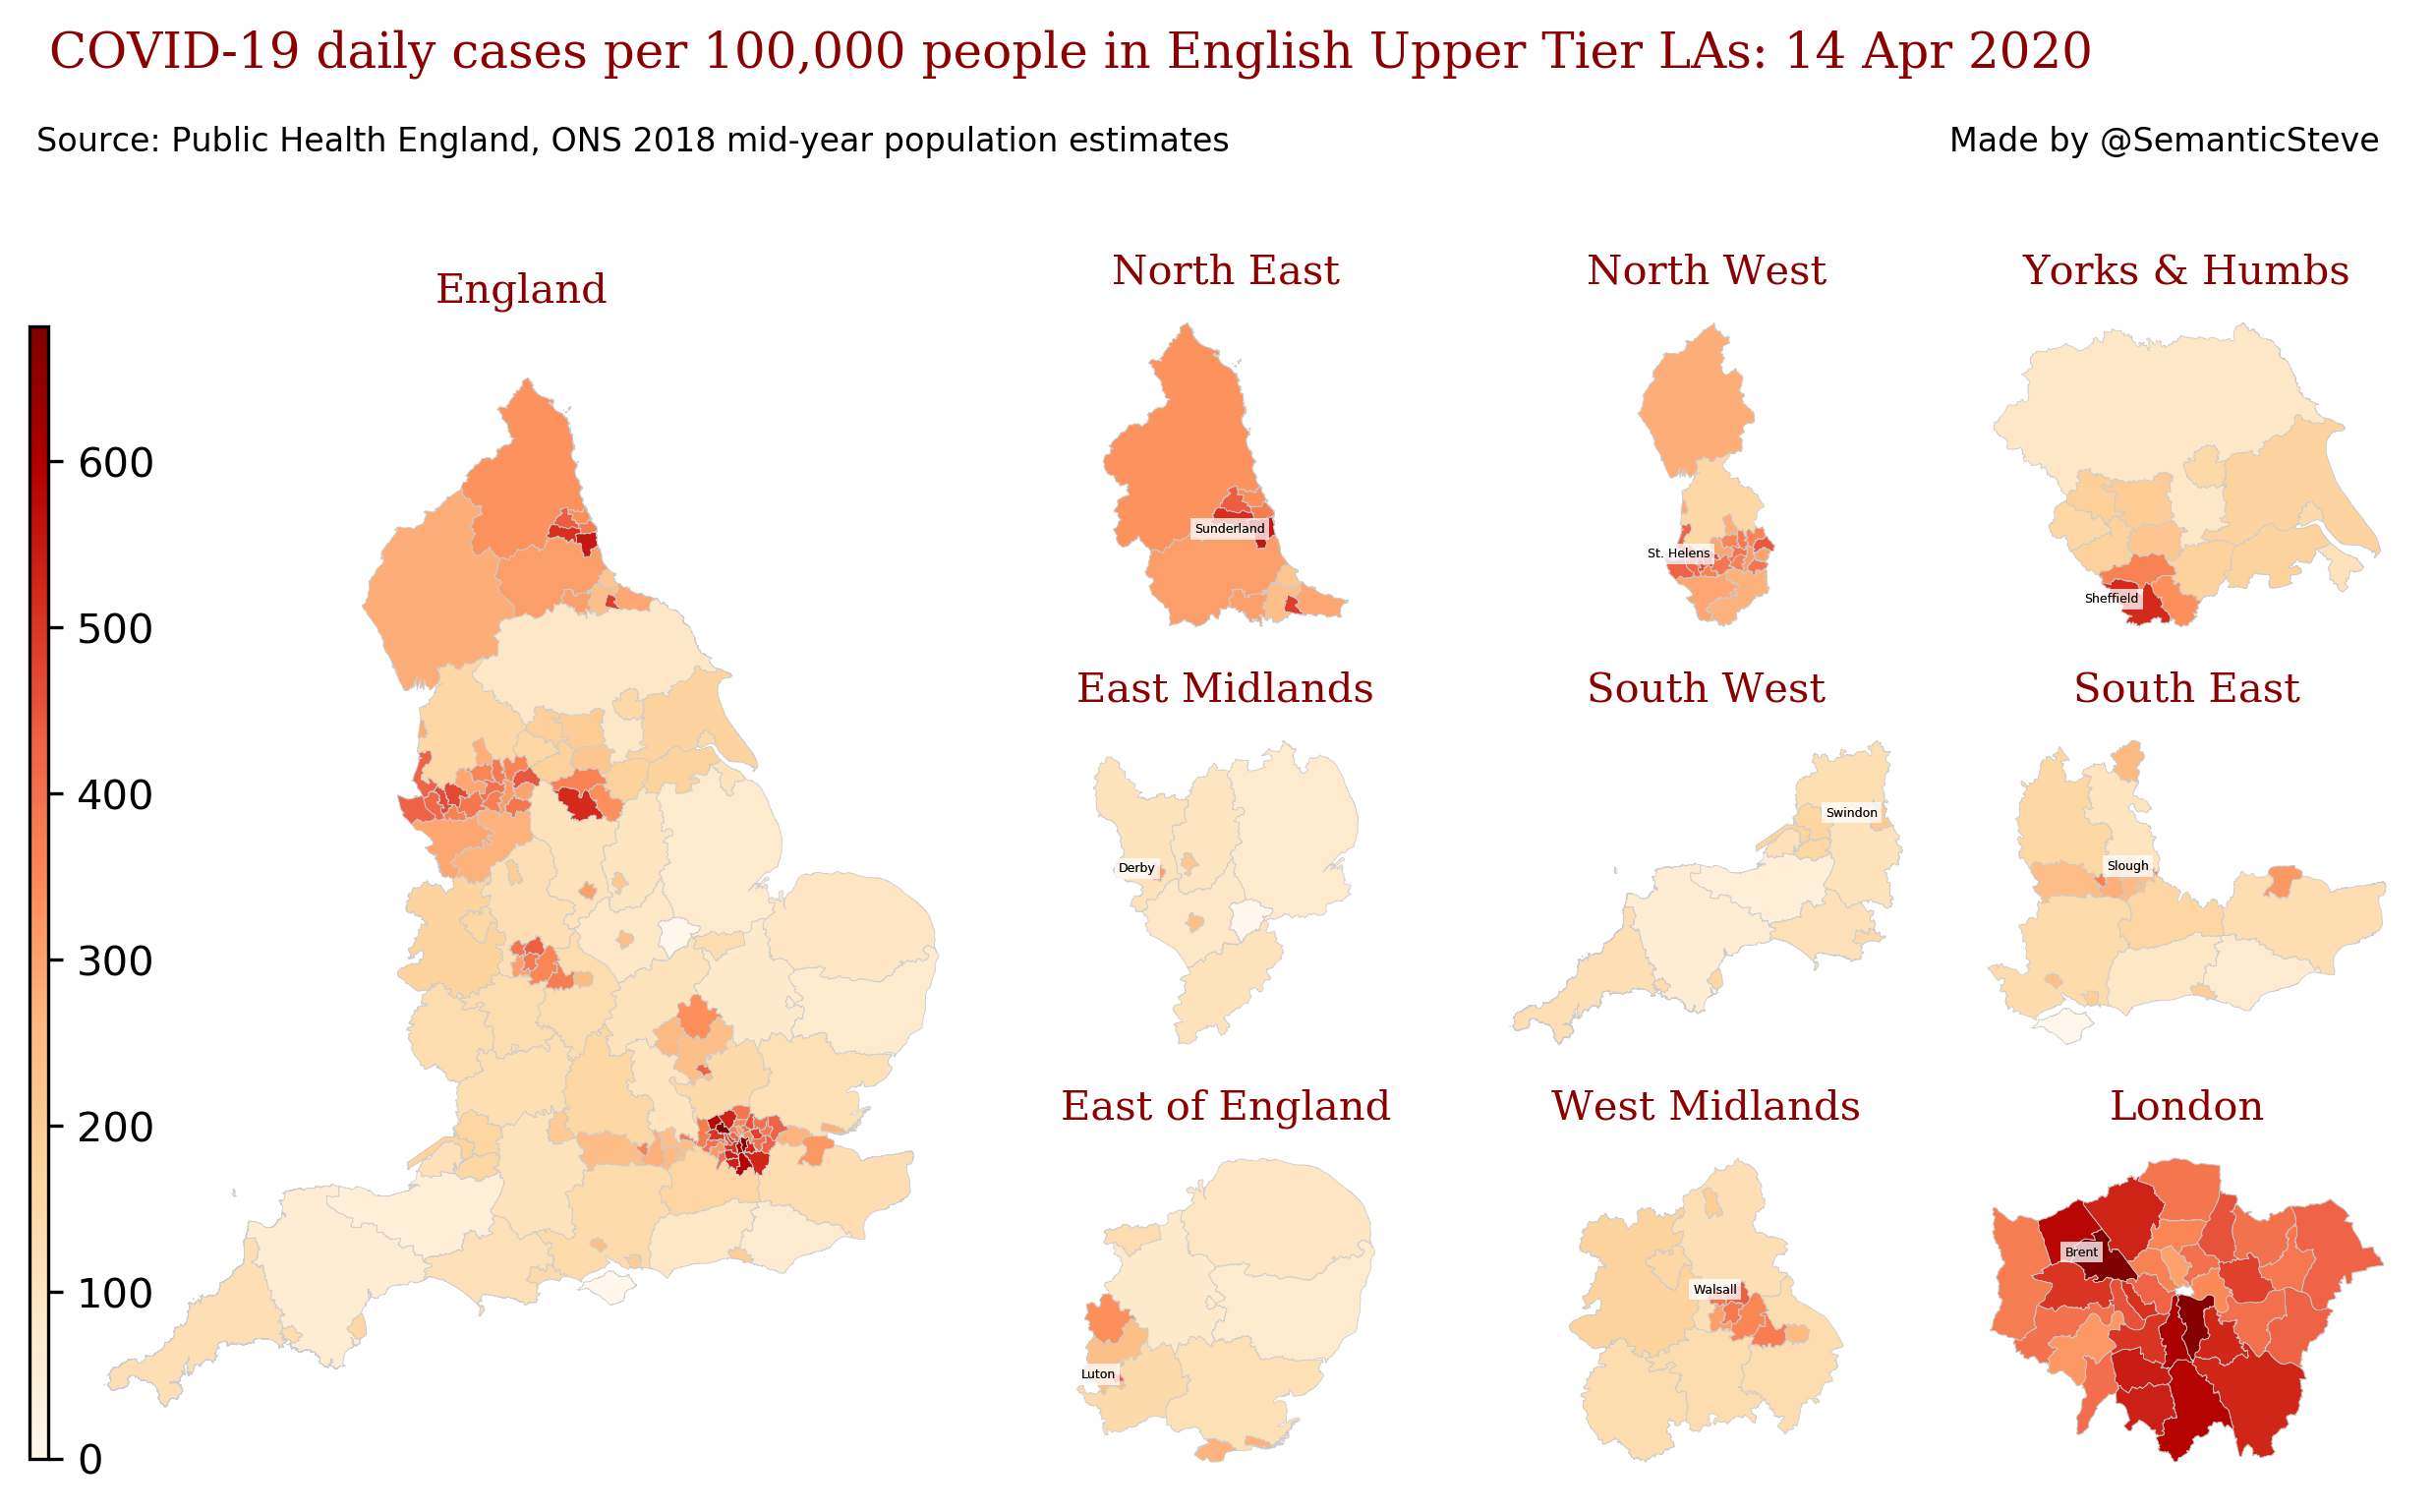 COVID-19 daily cases per 100,000 people in English Upper Tier LAs: 14 Apr 2020
Source: Public Health England, ONS 2018 mid-year population estimates
Made by @SemanticSteve
England
600
500
400
300
200
100
0
North East
Sunderland
North West
St. Helens
Yorks & Humbs
Sheffield
East Midlands
Derby
South West
Swindon
South East
Slough
East of England
Luton
West Midlands
Walsall
London
Brent